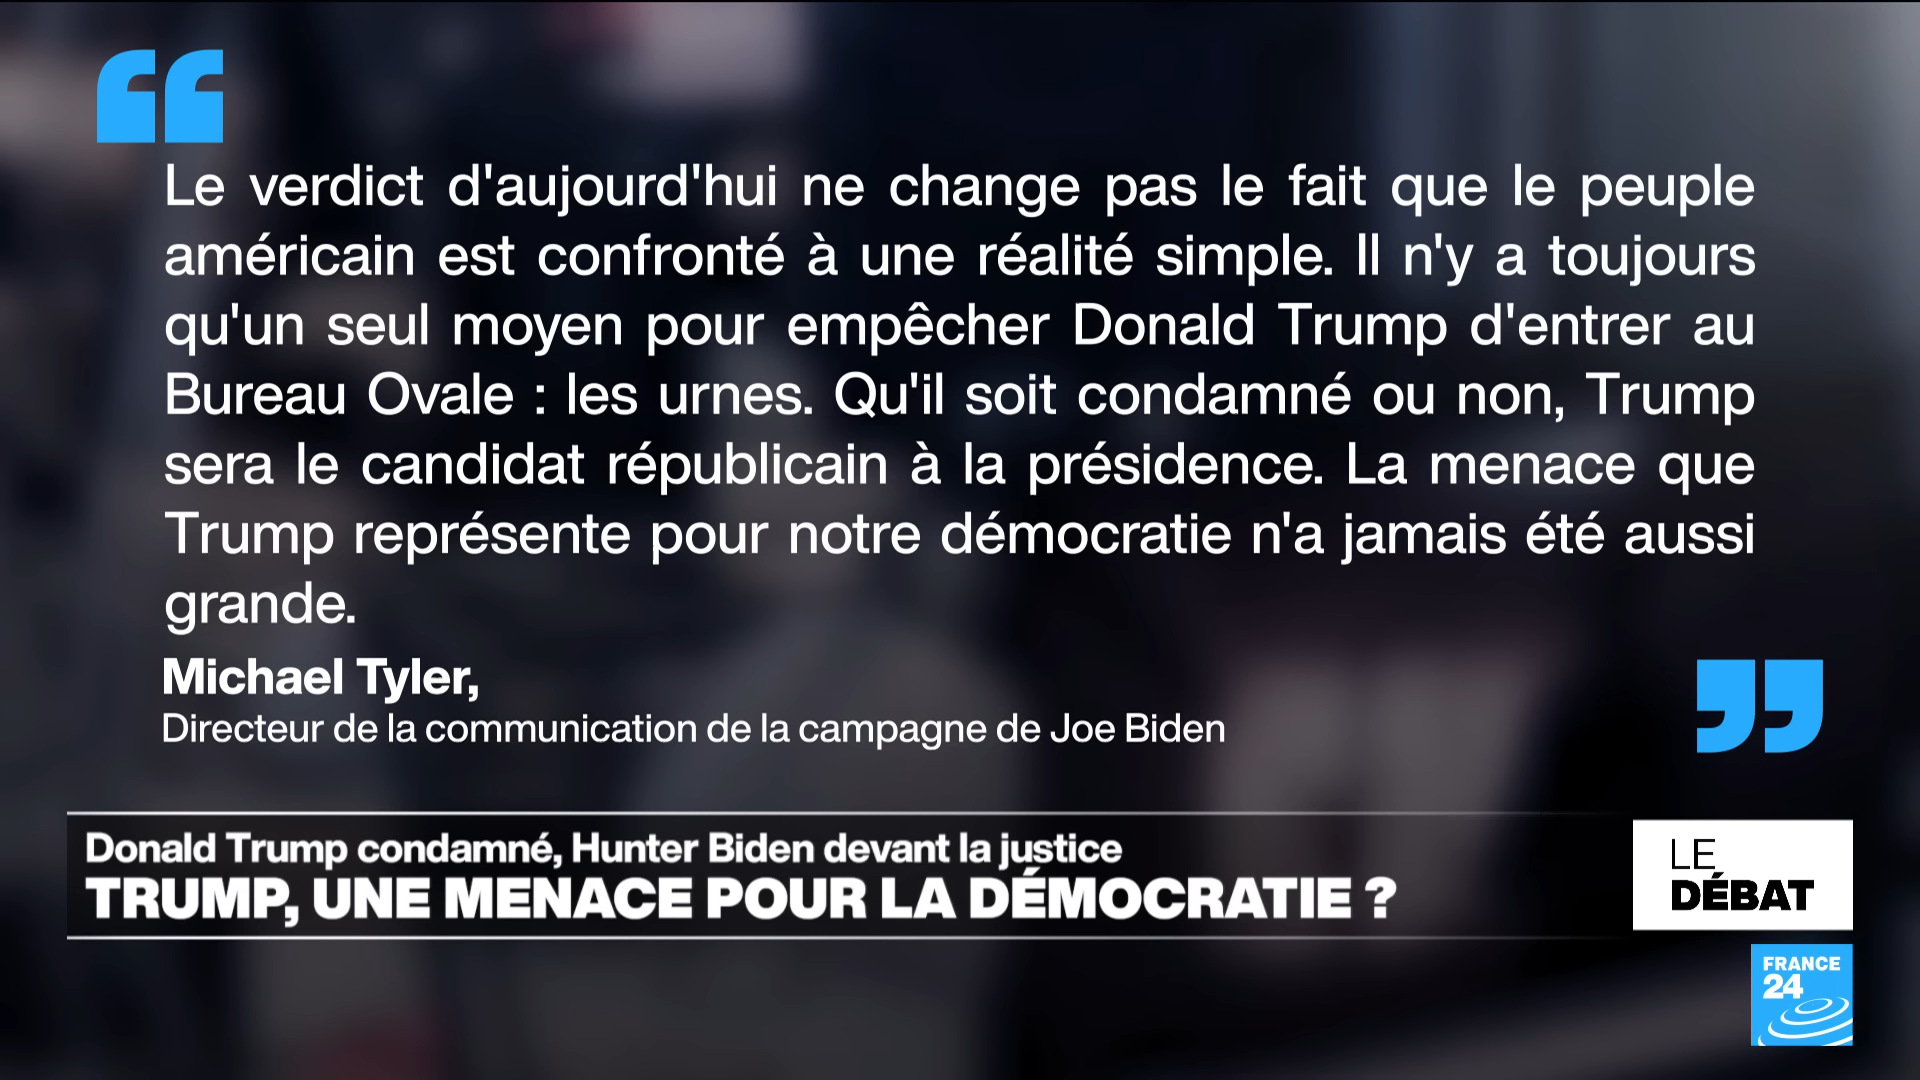 Le verdict d'aujourd'hui ne change pas le fait que le peuple
américain est confronté à une réalité simple. Il n'y a toujours
qu'un seul moyen pour empêcher Donald Trump d'entrer au
Bureau Ovale : les urnes. Qu'il soit condamné ou non, Trump
sera le candidat républicain à la présidence. La menace que
Trump représente pour notre démocratie n'a jamais été aussi
grande.
Michael Tyler,
Directeur de la communication de la campagne de Joe Biden
Donald Trump condamné, Hunter Biden devant la justice
TRUMP, UNE MENACE POUR LA DÉMOCRATIE ?
LE
DÉBAT
FRANCE
24